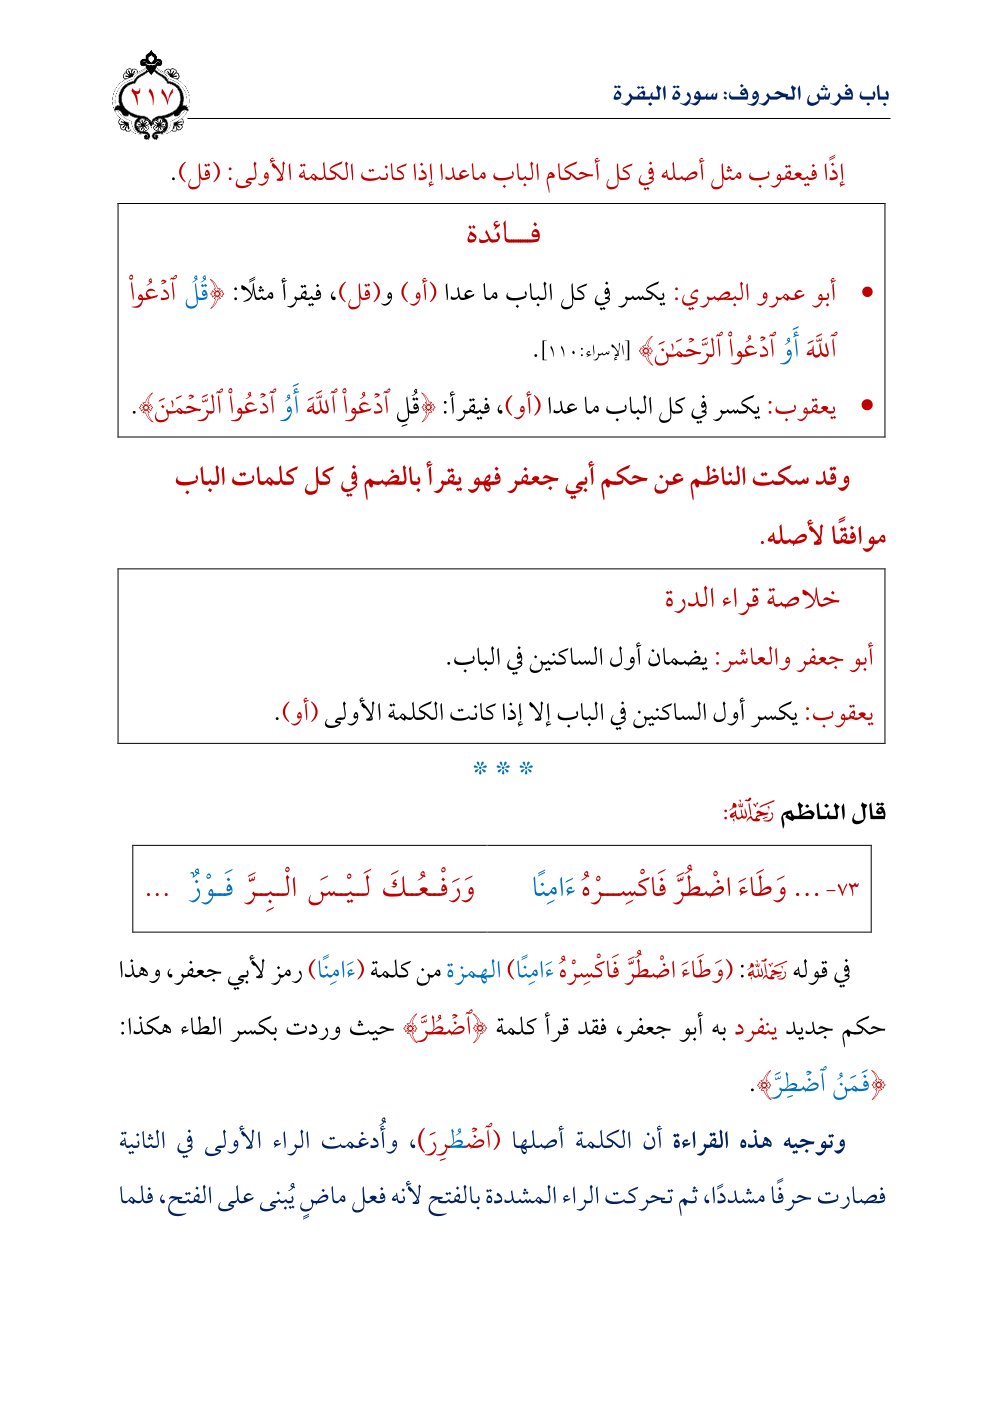 باب فرش الحروف: سورة البقرة
٢١٧
إذًا فيعقوب مثل أصله في كل أحكام الباب ماعدا إذا كانت الكلمة الأولى: (قل).
فـــائدة
• أبو عمرو البصري: يكسر في كل الباب ما عدا (أو) و(قل)، فيقرأ مثلًا: ﴿قُلُ ٱدۡعُواْ
ٱللَّهَ أَوُ ٱدۡعُواْ ٱلرَّحۡمَٰنَ﴾ [الإسراء:١١٠].
• يعقوب: يكسر في كل الباب ما عدا (أو)، فيقرأ: ﴿قُلِ ٱدۡعُواْ ٱللَّهَ أَوُ ٱدۡعُواْ ٱلرَّحۡمَٰنَ﴾.
وقد سكت الناظم عن حكم أبي جعفر فهو يقرأ بالضم في كل كلمات الباب
موافقًا لأصله.
خلاصة قراء الدرة
أبو جعفر والعاشر: يضمان أول الساكنين في الباب.
يعقوب: يكسر أول الساكنين في الباب إلا إذا كانت الكلمة الأولى (أو).
* * *
قال الناظم رَحِمَهُ ٱللَّهُ:
٧٣- ... وَطَاءَ اضْطُرَّ فَاكْسِـــرْهُ ءَامِنًا وَرَفْـعُـكَ لَـيْـسَ الْـبِـرَّ فَـوْزٌ ...
في قوله رَحِمَهُ ٱللَّهُ: (وَطَاءَ اضْطُرَّ فَاكْسِرْهُ ءَامِنًا) الهمزة من كلمة (ءَامِنًا) رمز لأبي جعفر، وهذا
حكم جديد ينفرد به أبو جعفر، فقد قرأ كلمة ﴿ٱضۡطُرَّ﴾ حيث وردت بكسر الطاء هكذا:
﴿فَمَنُ ٱضۡطِرَّ﴾.
وتوجيه هذه القراءة أن الكلمة أصلها (ٱضۡطُرِرَ)، وأُدغمت الراء الأولى في الثانية
فصارت حرفًا مشددًا، ثم تحركت الراء المشددة بالفتح لأنه فعل ماضٍ يُبنى على الفتح، فلما